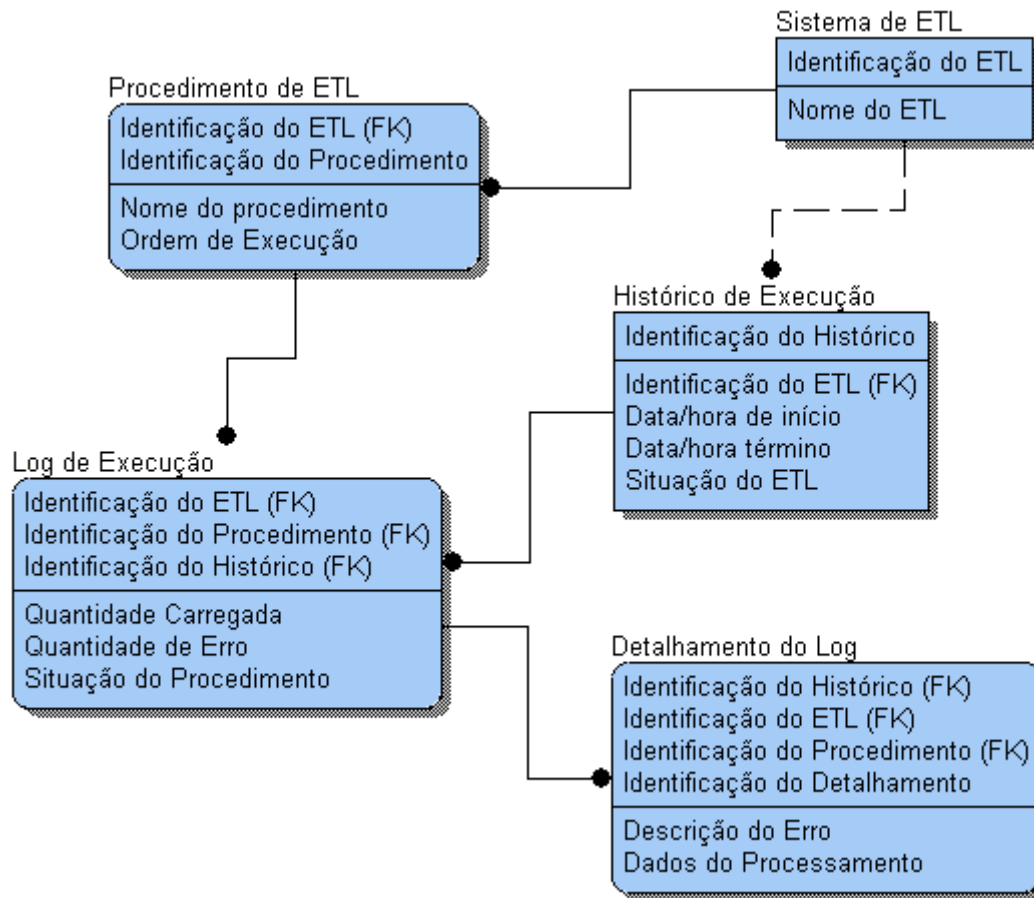 Sistema de ETL
Identificação do ETL
Nome do ETL
Procedimento de ETL
Identificação do ETL (FK)
Identificação do Procedimento
Nome do procedimento
Ordem de Execução
Histórico de Execução
Identificação do Histórico
Identificação do ETL (FK)
Data/hora de início
Data/hora término
Situação do ETL
Log de Execução
Identificação do ETL (FK)
Identificação do Procedimento (FK)
Identificação do Histórico (FK)
Quantidade Carregada
Quantidade de Erro
Situação do Procedimento
Detalhamento do Log
Identificação do Histórico (FK)
Identificação do ETL (FK)
Identificação do Procedimento (FK)
Identificação do Detalhamento
Descrição do Erro
Dados do Processamento